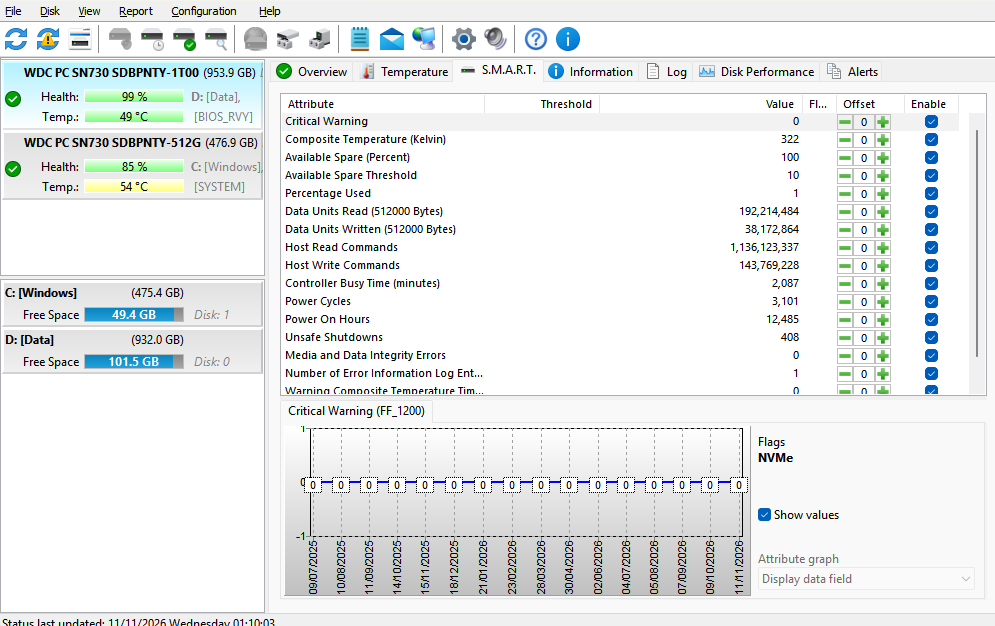 File Disk View Report Configuration Help
WDC PC SN730 SDBPNTY-1T00 (953.9 GB)
Health: 99 % D: [Data],
Temp.: 49 °C [BIOS_RVY]
WDC PC SN730 SDBPNTY-512G (476.9 GB)
Health: 85 % C: [Windows],
Temp.: 54 °C [SYSTEM]
C: [Windows] (475.4 GB)
Free Space 49.4 GB Disk: 1
D: [Data] (932.0 GB)
Free Space 101.5 GB Disk: 0
Overview Temperature S.M.A.R.T. Information Log Disk Performance Alerts
Attribute Threshold Value Fl... Offset Enable
Critical Warning 0 0
Composite Temperature (Kelvin) 322 0
Available Spare (Percent) 100 0
Available Spare Threshold 10 0
Percentage Used 1 0
Data Units Read (512000 Bytes) 192,214,484 0
Data Units Written (512000 Bytes) 38,172,864 0
Host Read Commands 1,136,123,337 0
Host Write Commands 143,769,228 0
Controller Busy Time (minutes) 2,087 0
Power Cycles 3,101 0
Power On Hours 12,485 0
Unsafe Shutdowns 408 0
Media and Data Integrity Errors 0 0
Number of Error Information Log Ent... 1 0
Warning Composite Temperature Tim... 0 0
Critical Warning (FF_1200)
1
0
-1
0 0 0 0 0 0 0 0 0 0 0 0 0 0 0 0
09/07/2025 10/08/2025 11/09/2025 14/10/2025 15/11/2025 18/12/2025 21/01/2026 23/02/2026 28/03/2026 30/04/2026 02/06/2026 04/07/2026 05/08/2026 07/09/2026 09/10/2026 11/11/2026
Flags
NVMe
Show values
Attribute graph
Display data field
Status last updated: 11/11/2026 Wednesday 01:10:03